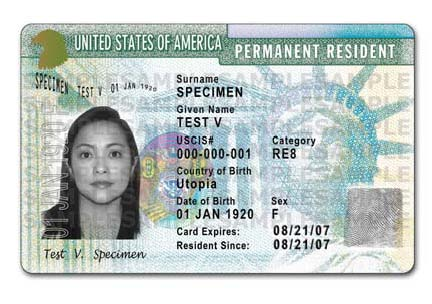 UNITED STATES OF AMERICA
PERMANENT RESIDENT
SPECIMEN TEST V 01 JAN 1920
Surname
SPECIMEN
Given Name
TEST V
USCIS# Category
000-000-001 RE8
Country of Birth
Utopia
Date of Birth Sex
01 JAN 1920 F
Card Expires: 08/21/07
Resident Since: 08/21/07
Test V. Specimen